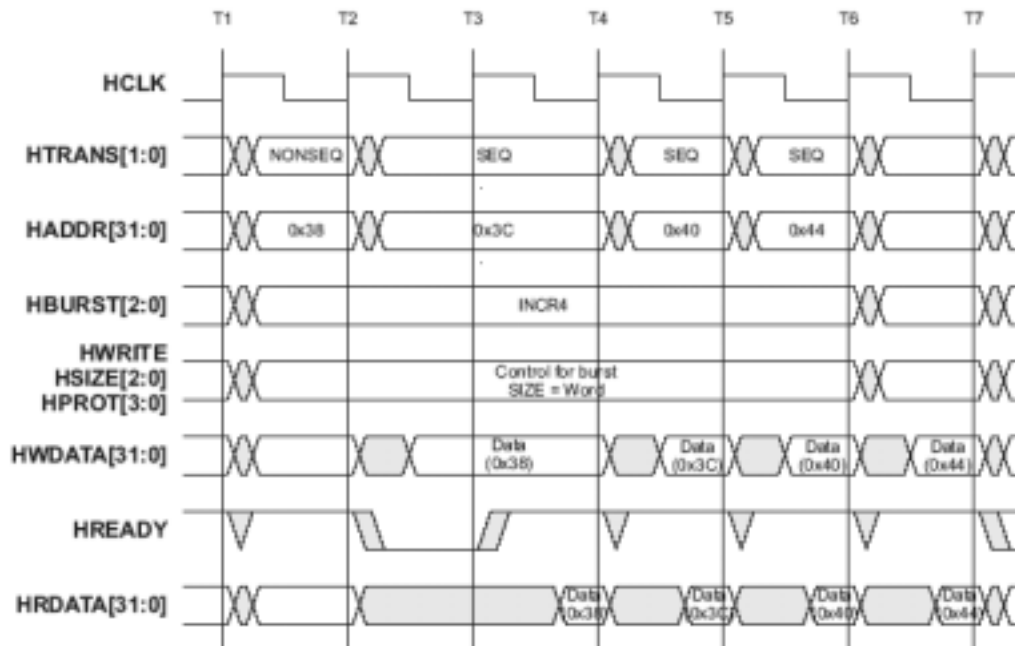 T1 T2 T3 T4 T5 T6 T7
HCLK
HTRANS[1:0] NONSEQ SEQ SEQ SEQ
HADDR[31:0] 0x38 0x3C 0x40 0x44
HBURST[2:0] INCR4
HWRITE
HSIZE[2:0]
HPROT[3:0]
Control for burst
SIZE = Word
HWDATA[31:0]
Data
(0x38)
Data
(0x3C)
Data
(0x40)
Data
(0x44)
HREADY
HRDATA[31:0]
Data
(0x38)
Data
(0x3C)
Data
(0x40)
Data
(0x44)